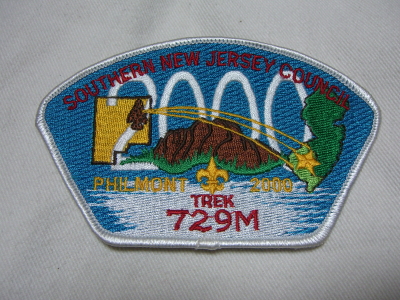 SOUTHERN NEW JERSEY COUNCIL
2000
PHILMONT 2000
TREK
729M